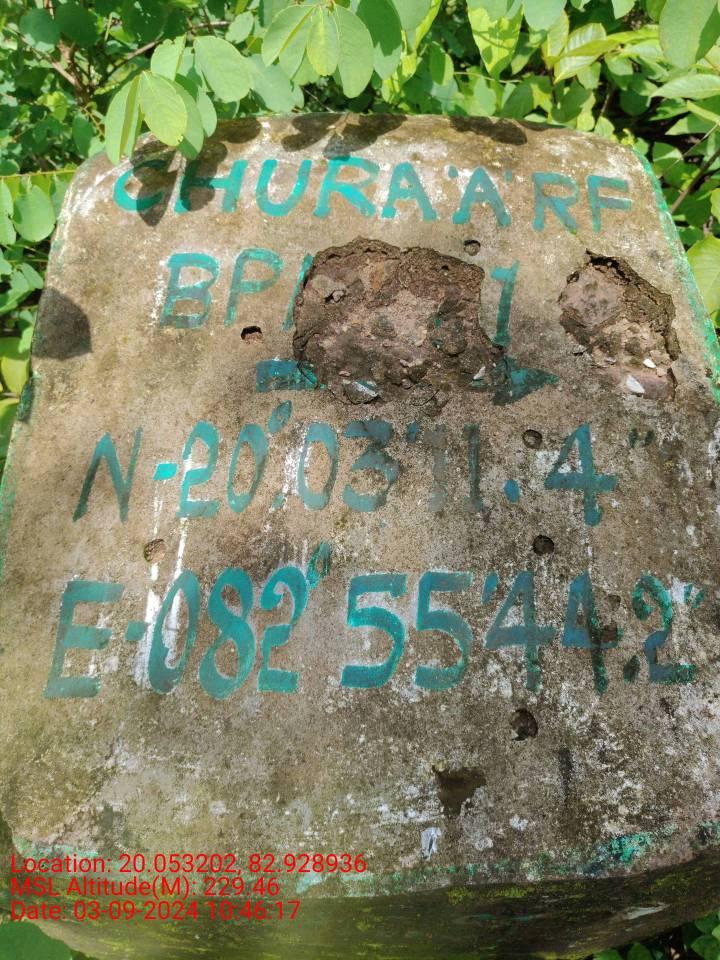 CHURA 'A' RF
BP
N-20°03'11.4"
E-082°55'44.2"
Location: 20.053202, 82.928936
MSL Altitude(M): 229.46
Date: 03-09-2024 10:46:17